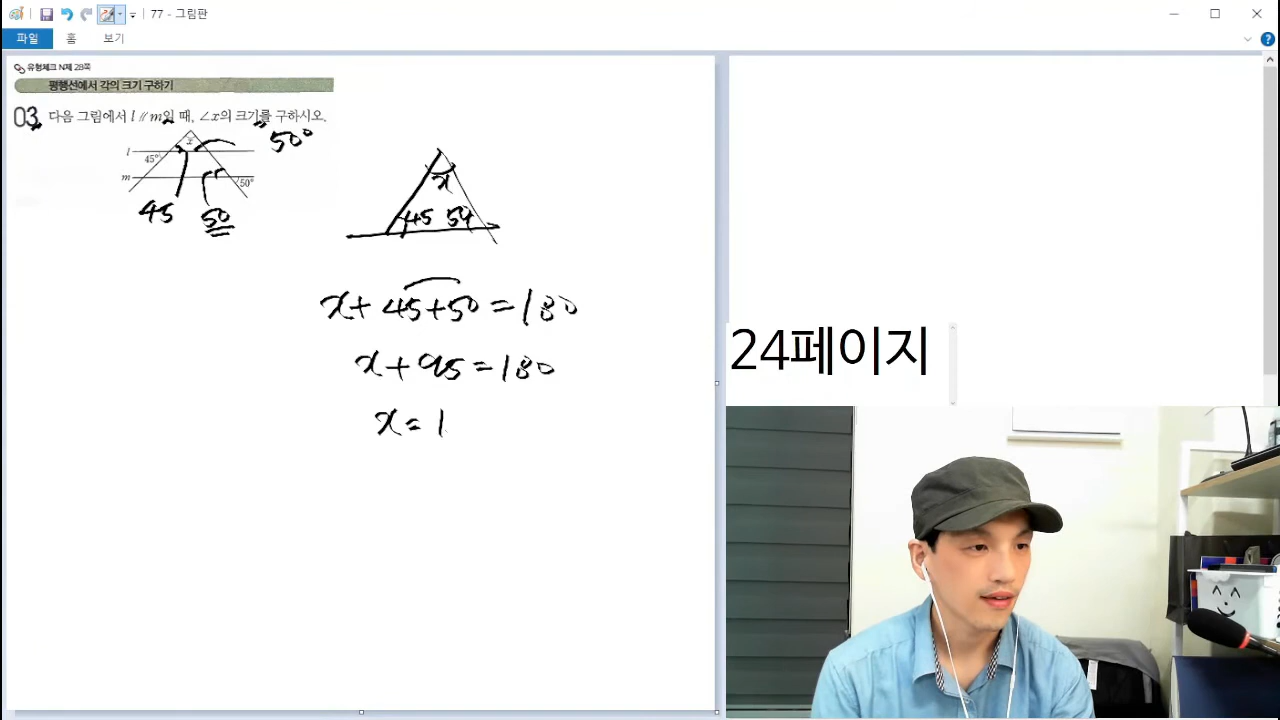 77 - 그림판
파일 홈 보기
유형체크 N제 28쪽
평행선에서 각의 크기 구하기
03 다음 그림에서 l // m일 때, ∠x의 크기를 구하시오.
x 50°
l 45°
m 50°
45 50
x
45 50
x + 45 + 50 = 180
x + 95 = 180
x = 1
24페이지